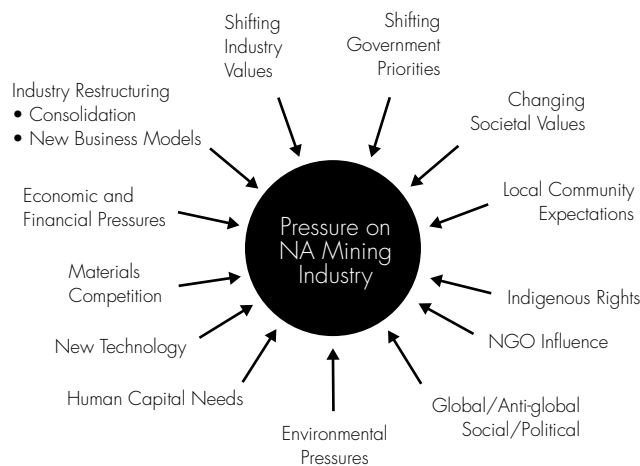 Shifting
Industry
Values
Shifting
Government
Priorities
Industry Restructuring
• Consolidation
• New Business Models
Changing
Societal Values
Economic and
Financial Pressures
Local Community
Expectations
Pressure on
NA Mining
Industry
Materials
Competition
Indigenous Rights
New Technology
NGO Influence
Human Capital Needs
Global/Anti-global
Social/Political
Environmental
Pressures